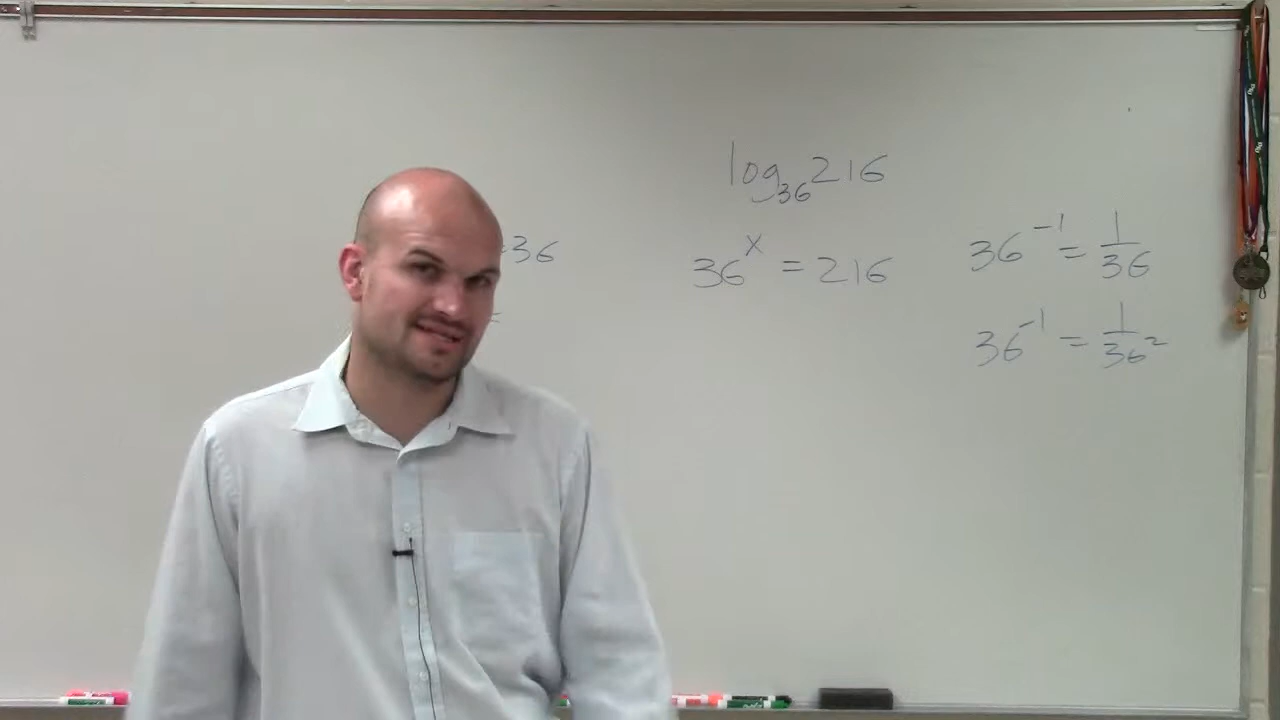 log₃₆216
=36
36ˣ = 216
=
36⁻¹ = 1/36
36⁻¹ = 1/36²